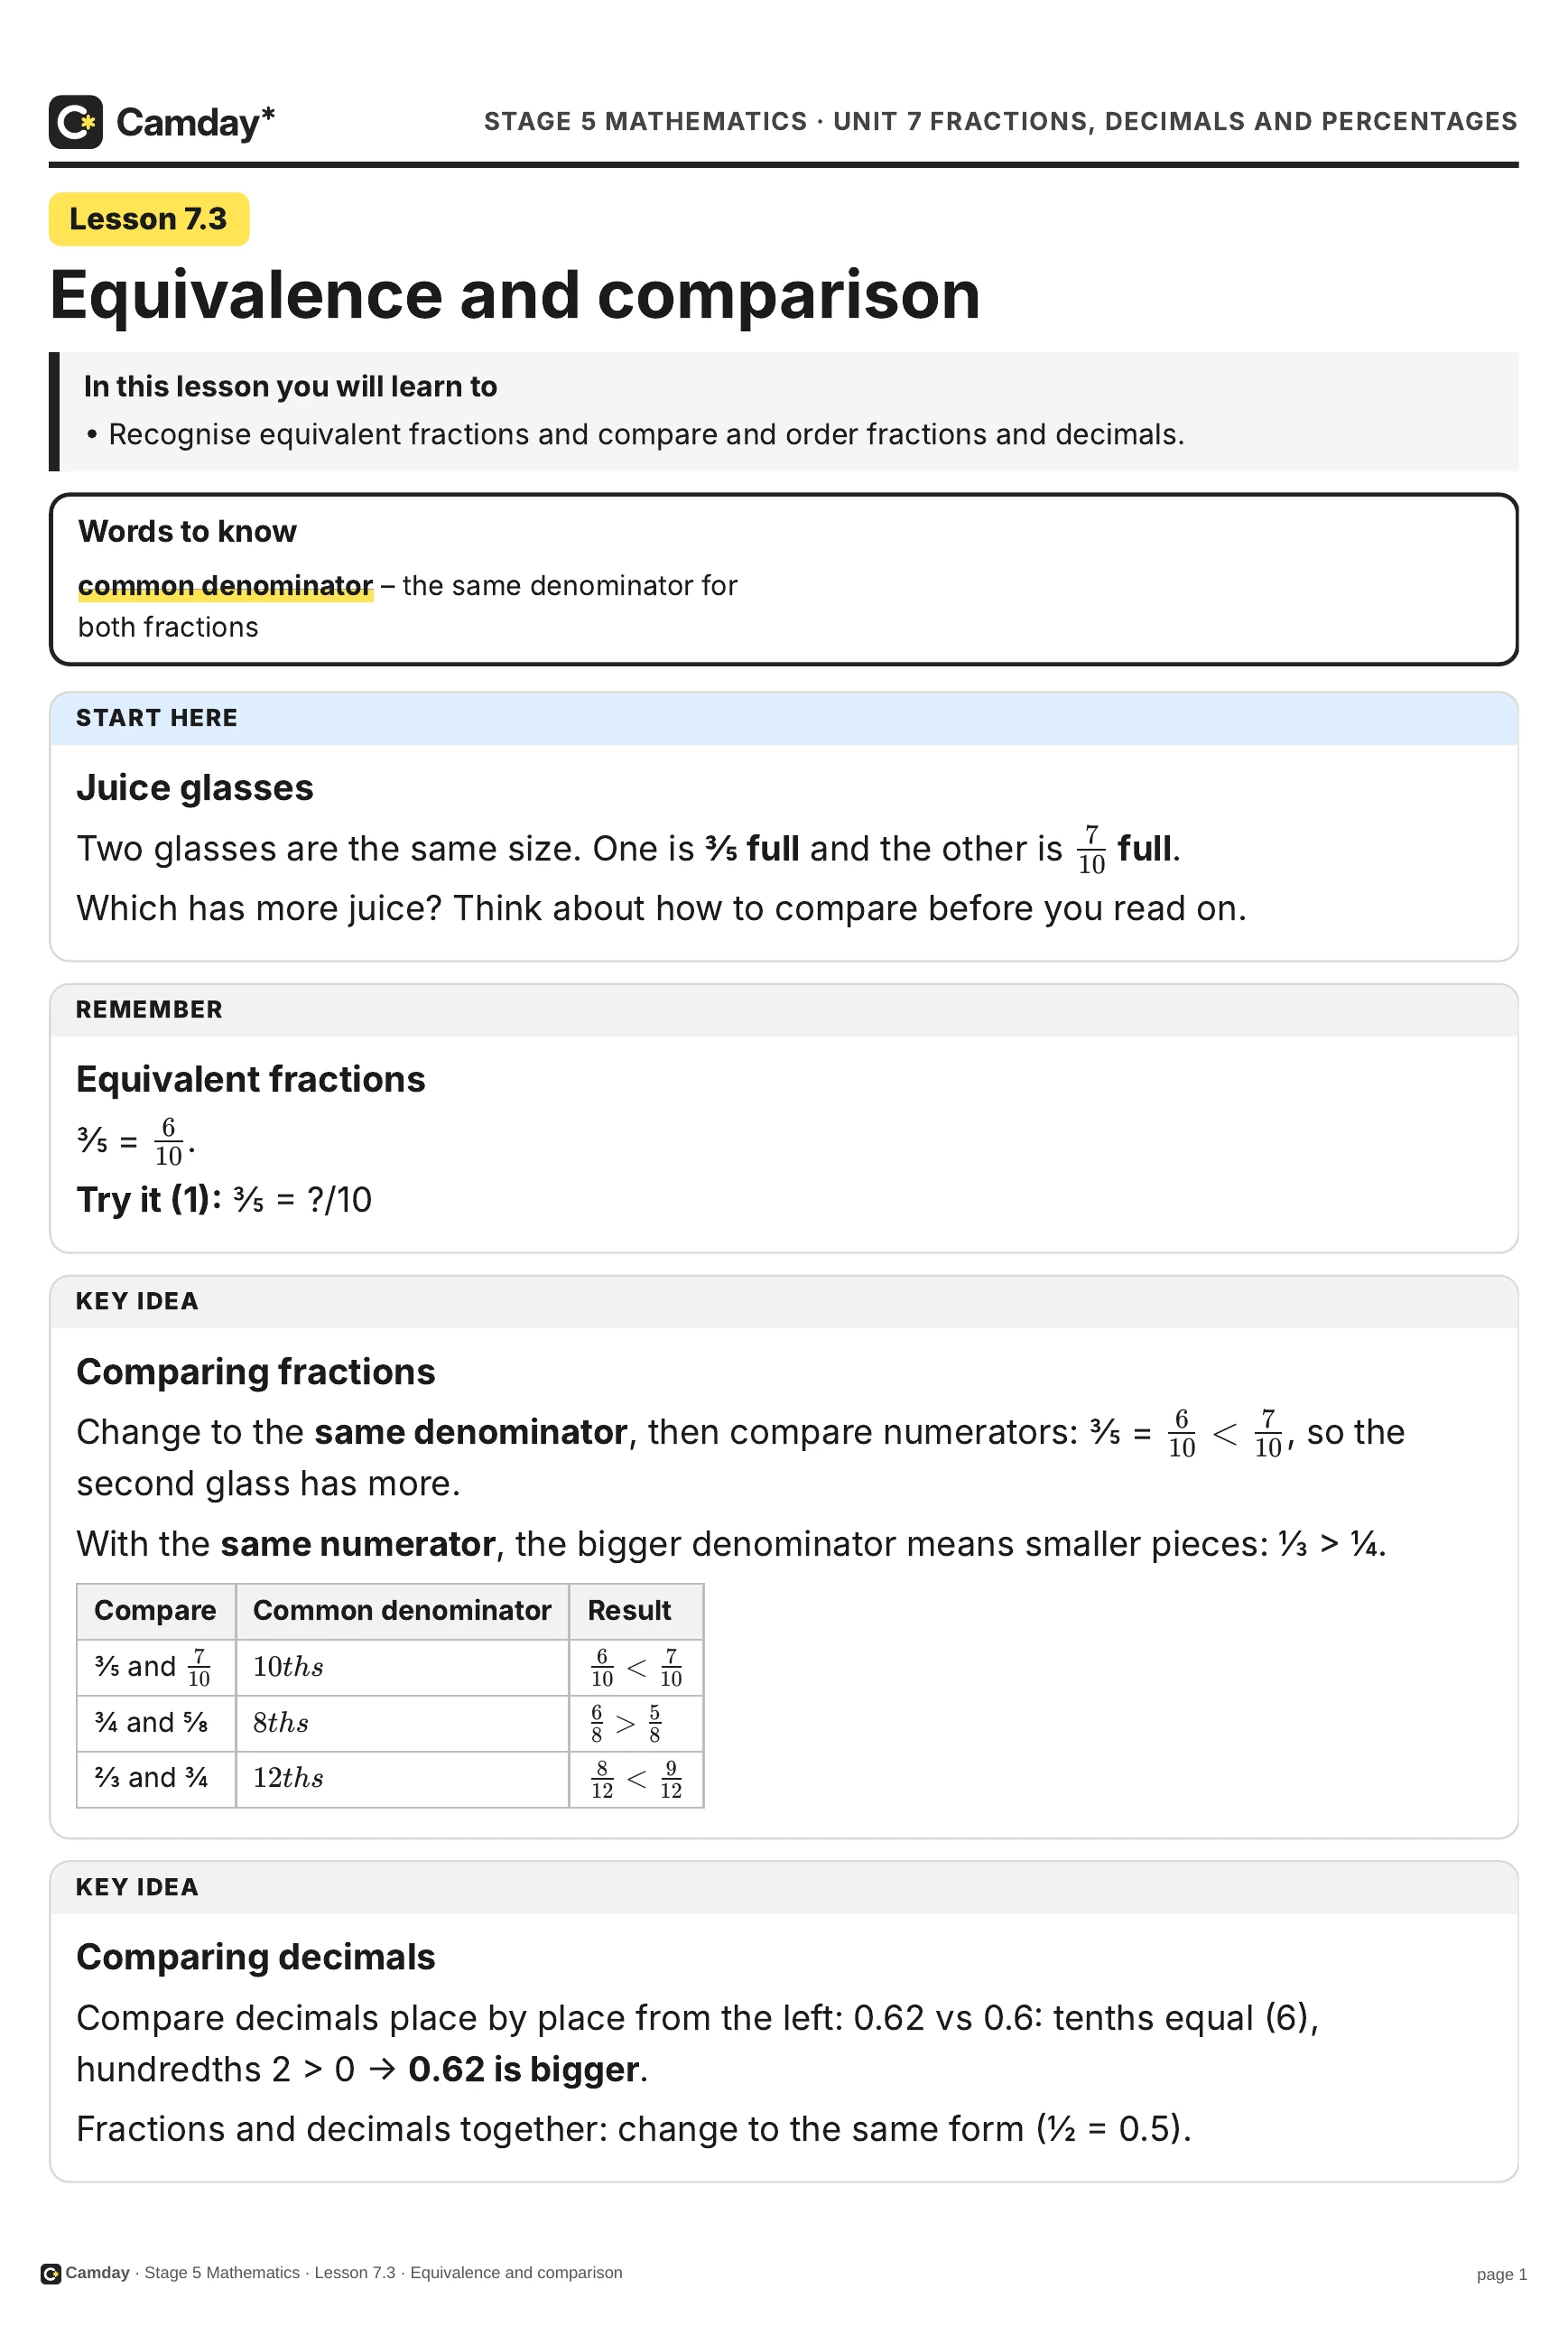 Camday*
STAGE 5 MATHEMATICS · UNIT 7 FRACTIONS, DECIMALS AND PERCENTAGES
Lesson 7.3
Equivalence and comparison
In this lesson you will learn to
• Recognise equivalent fractions and compare and order fractions and decimals.
Words to know
common denominator – the same denominator for
both fractions
START HERE
Juice glasses
Two glasses are the same size. One is ⅗ full and the other is 7/10 full.
Which has more juice? Think about how to compare before you read on.
REMEMBER
Equivalent fractions
⅗ = 6/10.
Try it (1): ⅗ = ?/10
KEY IDEA
Comparing fractions
Change to the same denominator, then compare numerators: ⅗ = 6/10 < 7/10, so the
second glass has more.
With the same numerator, the bigger denominator means smaller pieces: ⅓ > ¼.
Compare Common denominator Result
⅗ and 7/10 10ths 6/10 < 7/10
¾ and ⅝ 8ths 6/8 > 5/8
⅔ and ¾ 12ths 8/12 < 9/12
KEY IDEA
Comparing decimals
Compare decimals place by place from the left: 0.62 vs 0.6: tenths equal (6),
hundredths 2 > 0 → 0.62 is bigger.
Fractions and decimals together: change to the same form (½ = 0.5).
Camday · Stage 5 Mathematics · Lesson 7.3 · Equivalence and comparison
page 1